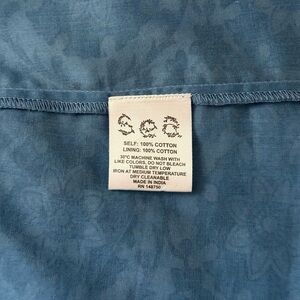 sea
SELF: 100% COTTON
LINING: 100% COTTON
30°C MACHINE WASH WITH
LIKE COLORS, DO NOT BLEACH
TUMBLE DRY LOW
IRON AT MEDIUM TEMPERATURE
DRY CLEANABLE
MADE IN INDIA
RN 148750